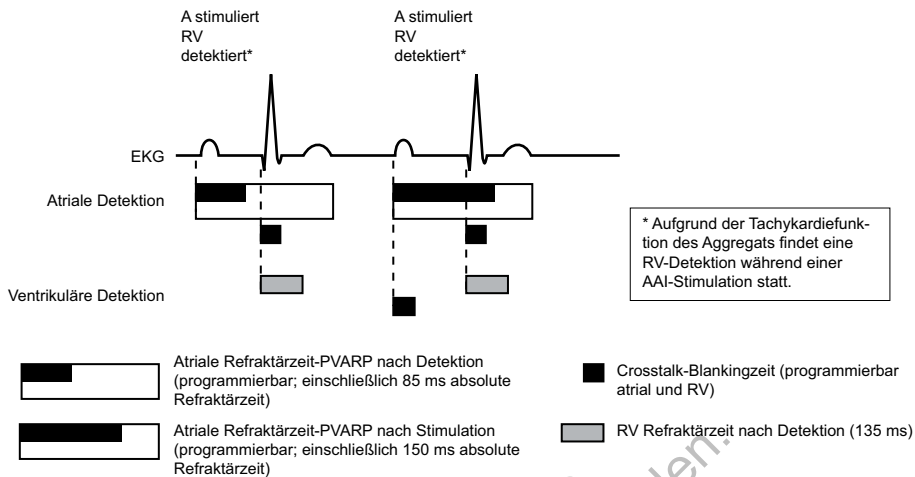 A stimuliert
RV
detektiert*
A stimuliert
RV
detektiert*
EKG
Atriale Detektion
* Aufgrund der Tachykardiefunk-
tion des Aggregats findet eine
RV-Detektion während einer
AAI-Stimulation statt.
Ventrikuläre Detektion
Atriale Refraktärzeit-PVARP nach Detektion
(programmierbar; einschließlich 85 ms absolute
Refraktärzeit)
Crosstalk-Blankingzeit (programmierbar
atrial und RV)
Atriale Refraktärzeit-PVARP nach Stimulation
(programmierbar; einschließlich 150 ms absolute
Refraktärzeit)
RV Refraktärzeit nach Detektion (135 ms)